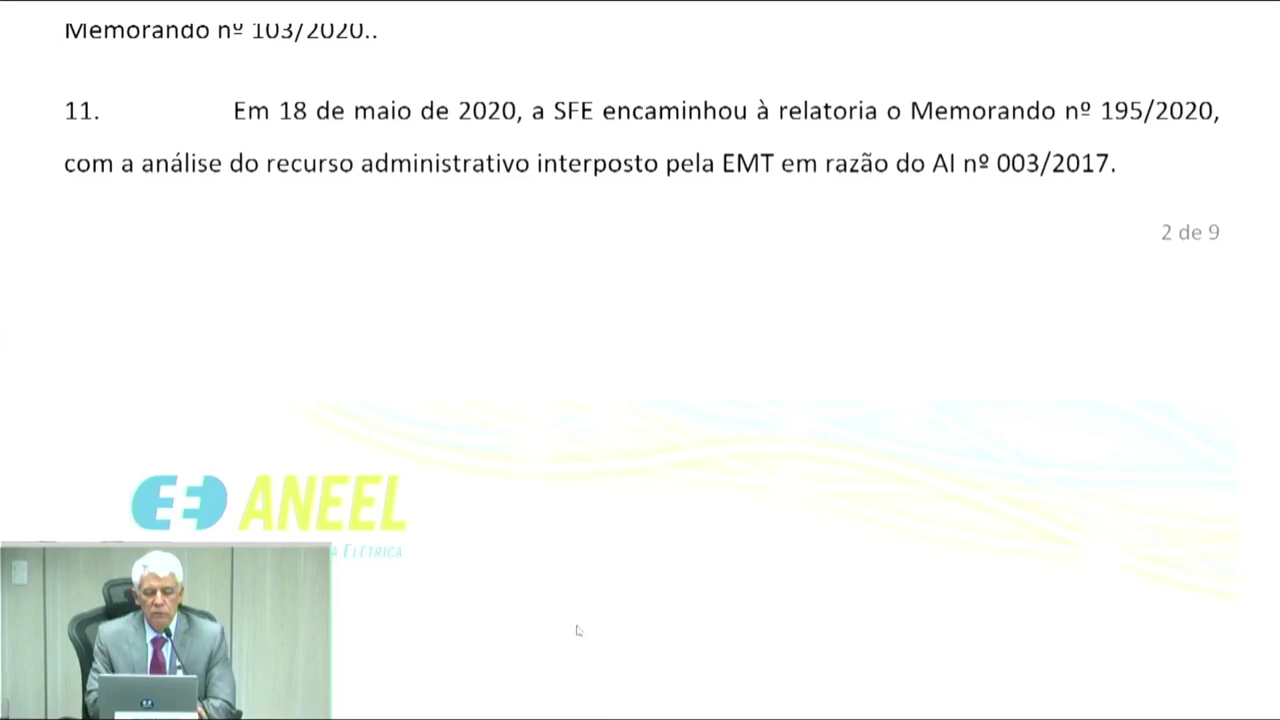 Memorando nº 103/2020..
11. Em 18 de maio de 2020, a SFE encaminhou à relatoria o Memorando nº 195/2020,
com a análise do recurso administrativo interposto pela EMT em razão do AI nº 003/2017.
2 de 9
ANEEL
A ELÉTRICA